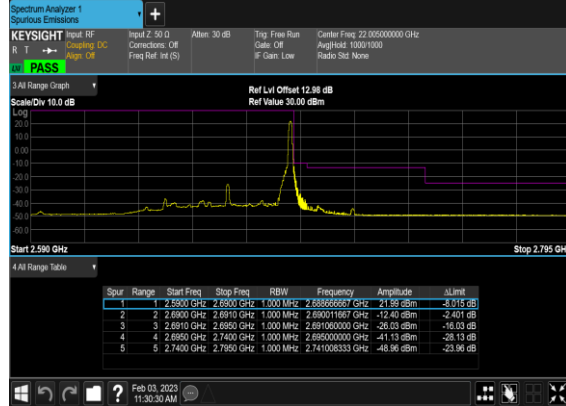 Spectrum Analyzer 1
Spurious Emissions
KEYSIGHT Input: RF Input Z: 50 Ω Atten: 30 dB Trig: Free Run Center Freq: 22.005000000 GHz
R T Coupling: DC Corrections: Off Gate: Off Avg|Hold: 1000/1000
Align: Off Freq Ref: Int (S) IF Gain: Low Radio Std: None
PASS
3 All Range Graph
Ref Lvl Offset 12.98 dB
Scale/Div 10.0 dB Ref Value 30.00 dBm
Log
20.0
10.0
0.00
-10.0
-20.0
-30.0
-40.0
-50.0
-60.0
Start 2.590 GHz Stop 2.795 GH
4 All Range Table
Spur Range Start Freq Stop Freq RBW Frequency Amplitude ΔLimit
1 1 2.5900 GHz 2.6900 GHz 1.000 MHz 2.688666667 GHz 21.99 dBm -8.015 dB
2 2 2.6900 GHz 2.6910 GHz 1.000 MHz 2.690011667 GHz -12.40 dBm -2.401 dB
3 3 2.6910 GHz 2.6950 GHz 1.000 MHz 2.691060000 GHz -26.03 dBm -16.03 dB
4 4 2.6950 GHz 2.7400 GHz 1.000 MHz 2.695000000 GHz -41.13 dBm -28.13 dB
5 5 2.7400 GHz 2.7950 GHz 1.000 MHz 2.741008333 GHz -48.96 dBm -23.96 dB
Feb 03, 2023
11:30:30 AM